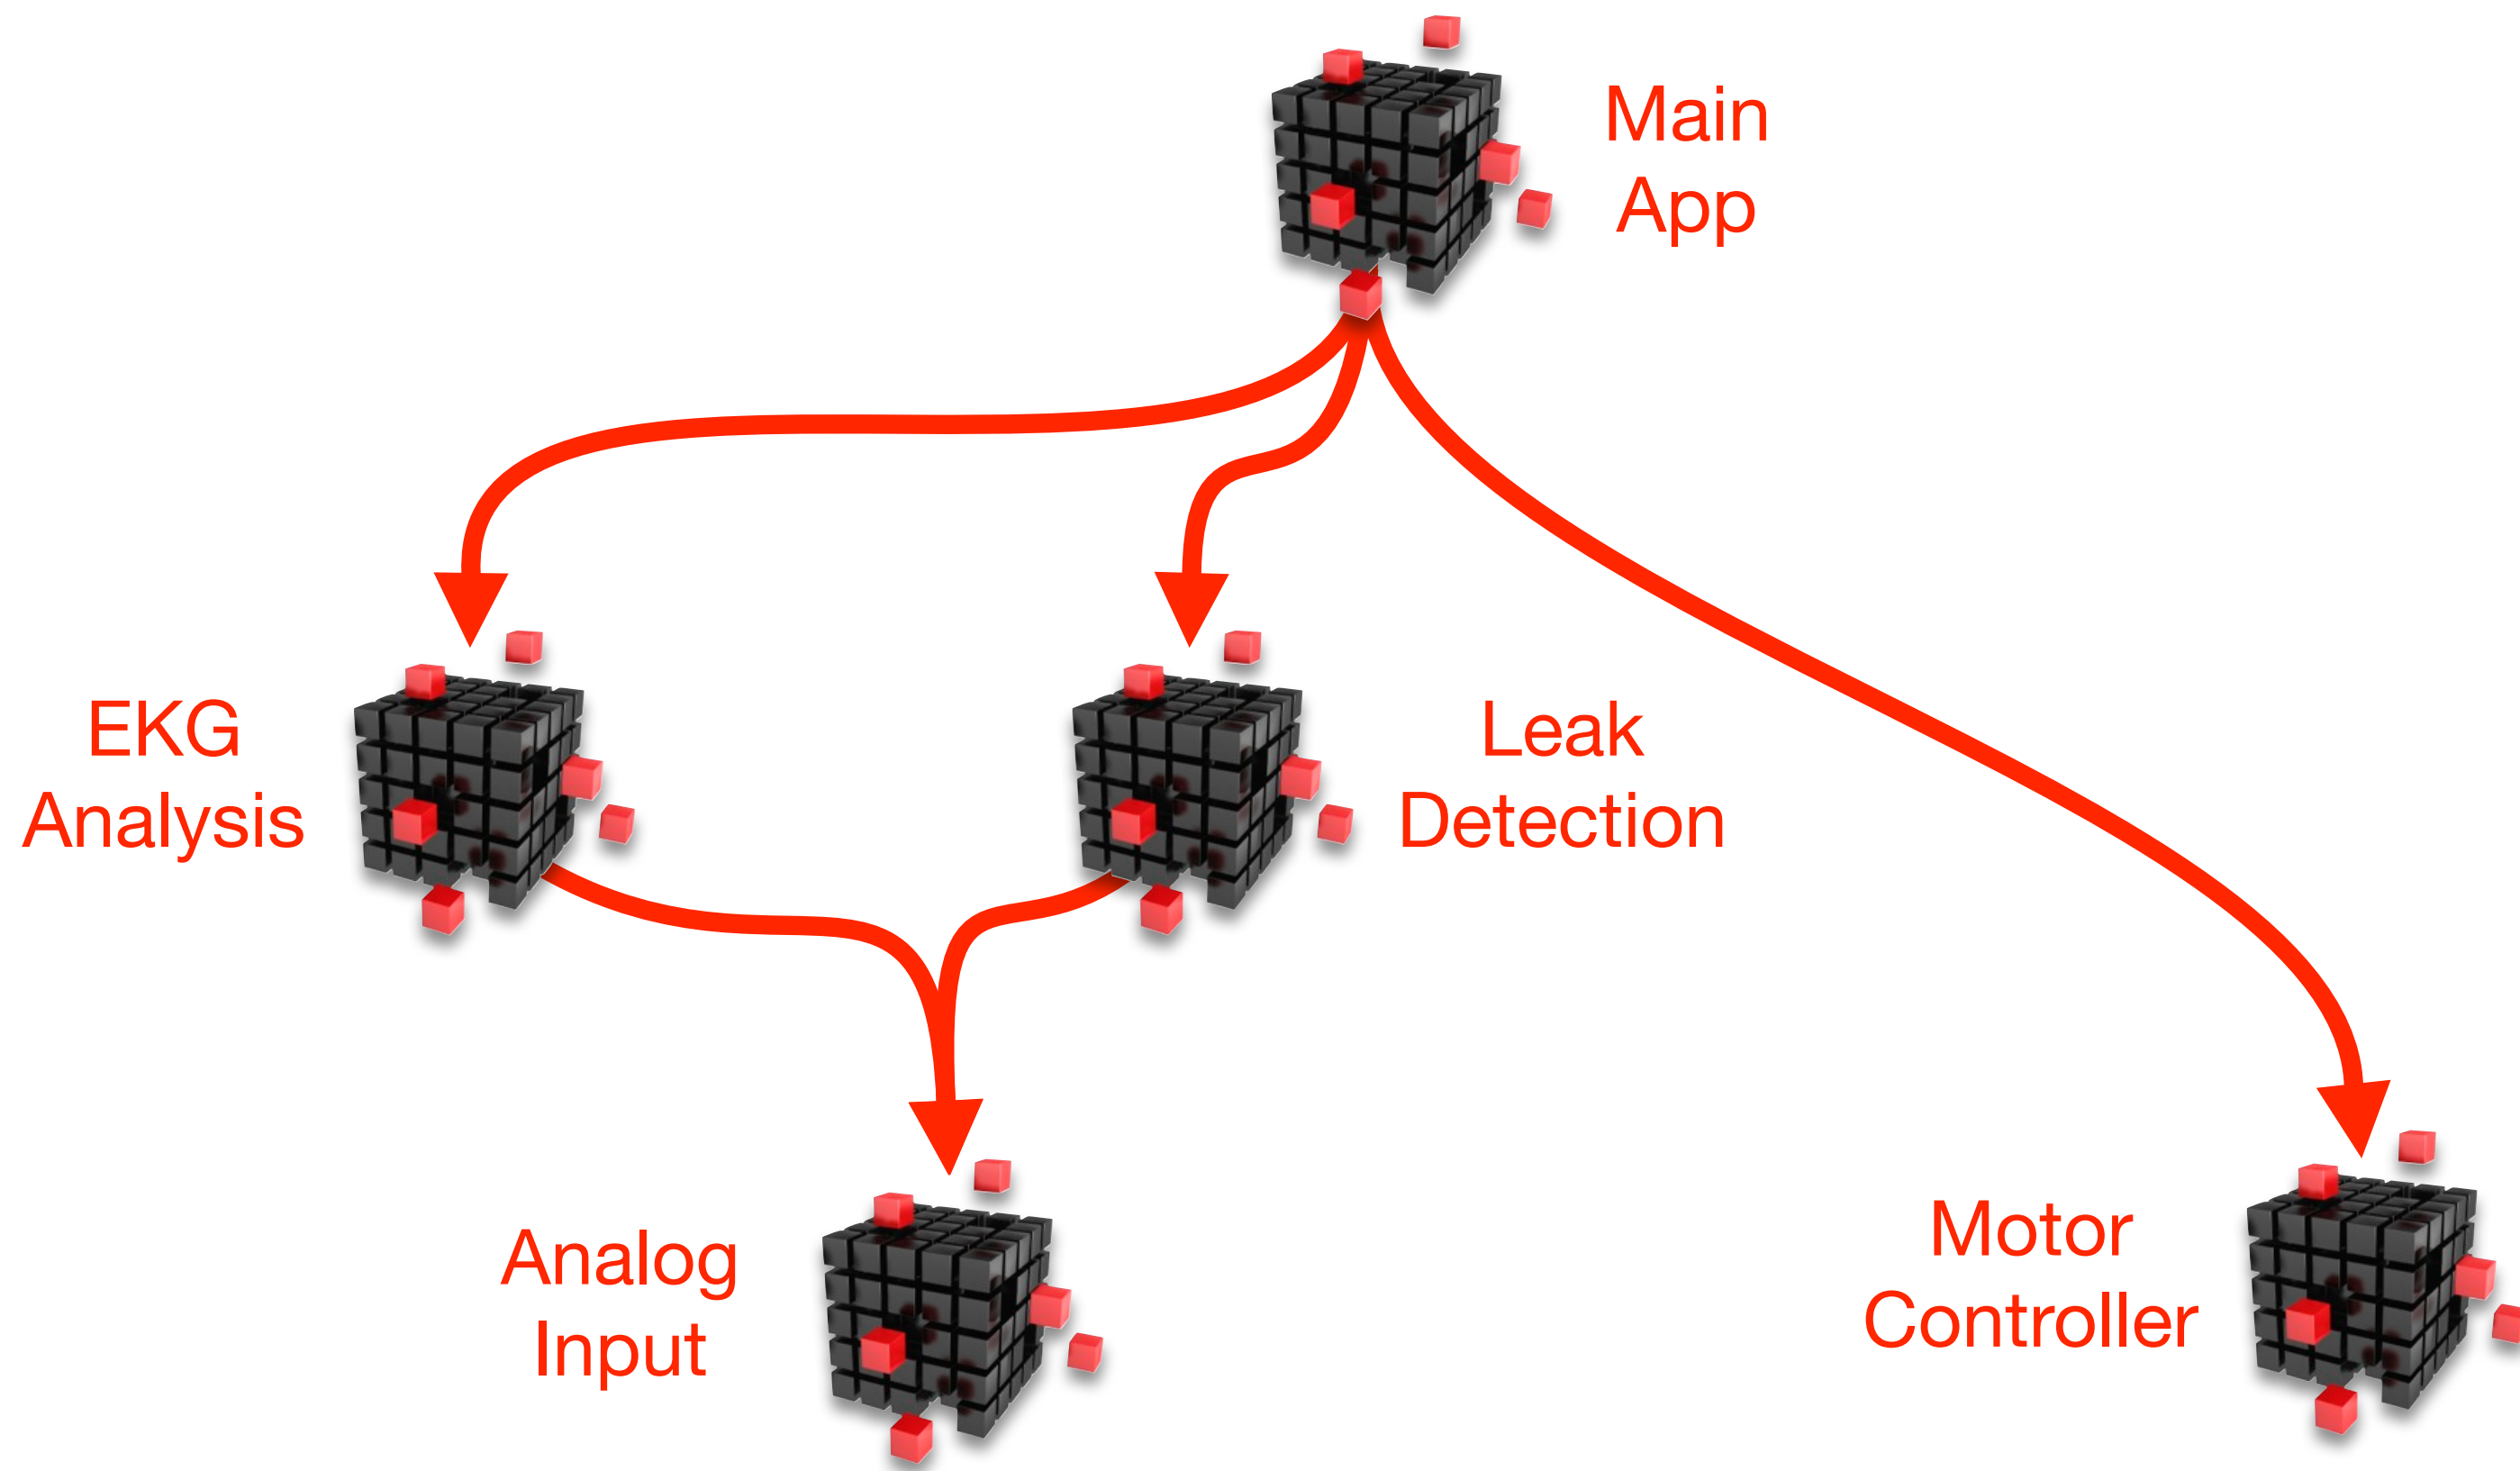 Main
App
EKG
Analysis
Leak
Detection
Analog
Input
Motor
Controller